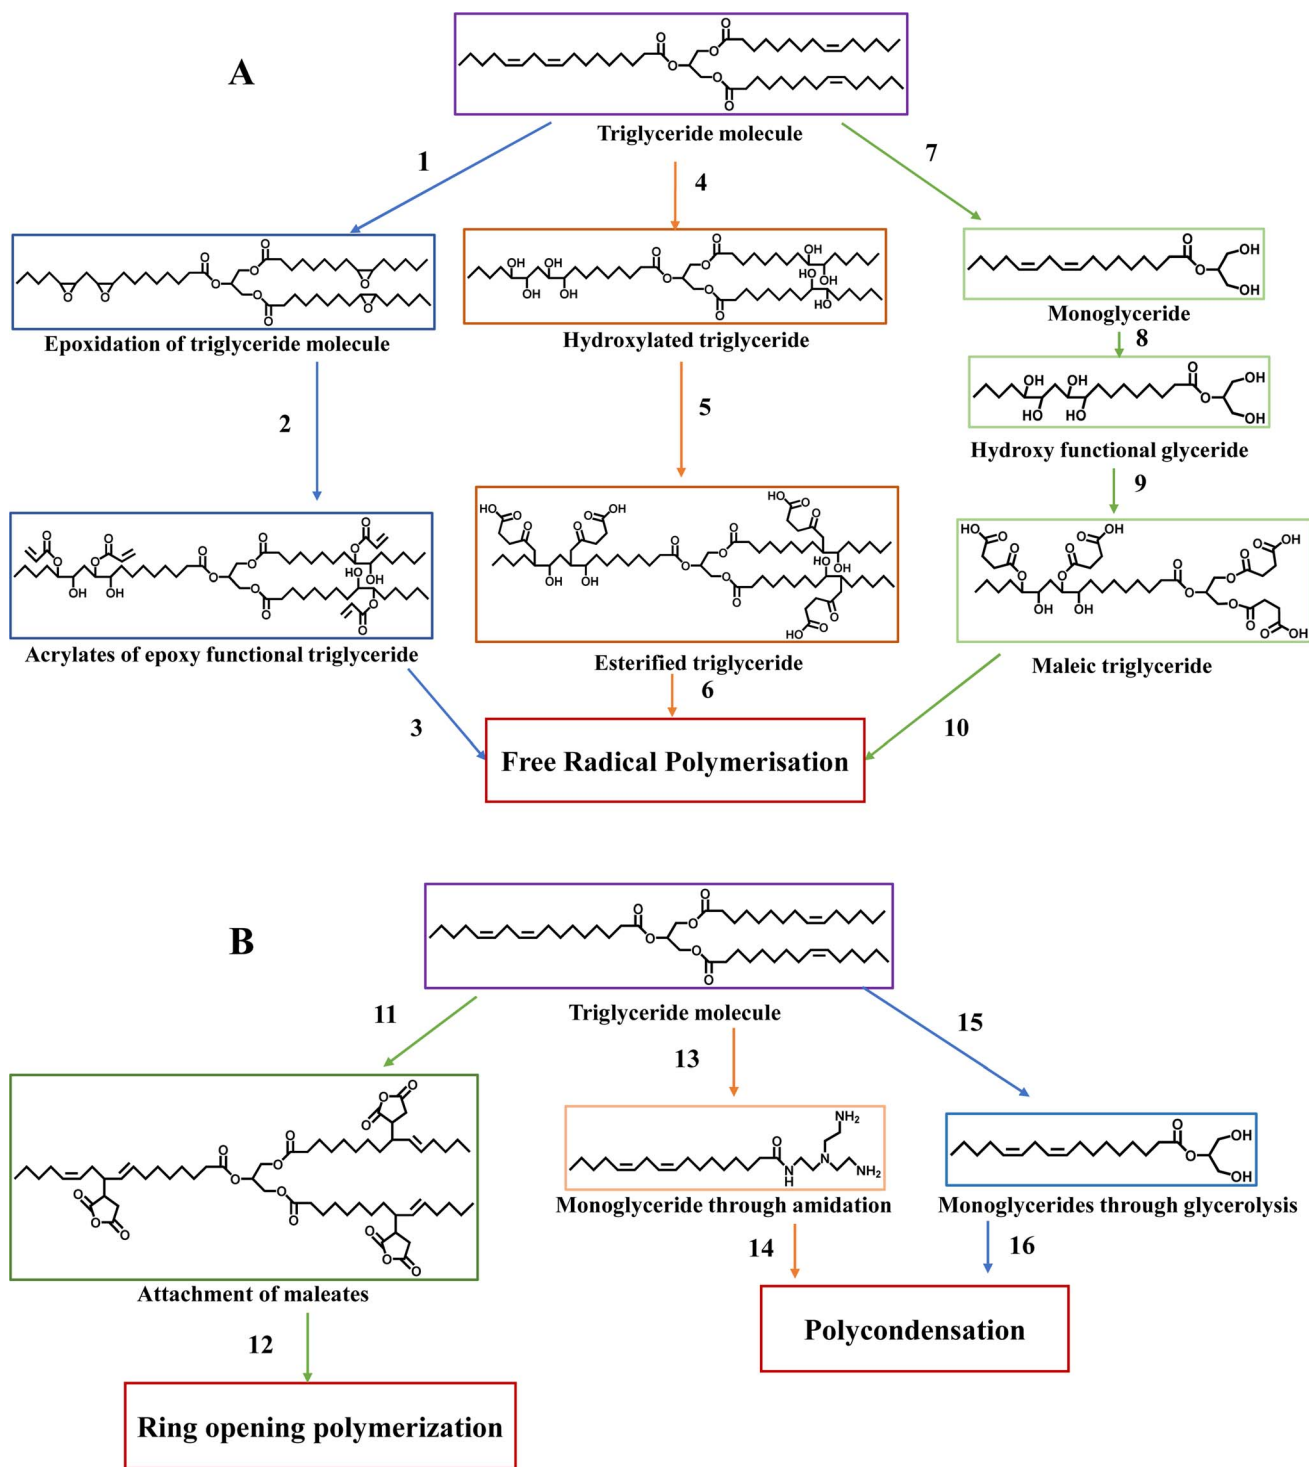 A
Triglyceride molecule
1
4
7
Epoxidation of triglyceride molecule
Hydroxylated triglyceride
Monoglyceride
8
2
5
Hydroxy functional glyceride
9
Acrylates of epoxy functional triglyceride
Esterified triglyceride
Maleic triglyceride
3
6
10
Free Radical Polymerisation
B
Triglyceride molecule
11
13
15
Monoglyceride through amidation
Monoglycerides through glycerolysis
14
16
Attachment of maleates
12
Polycondensation
Ring opening polymerization